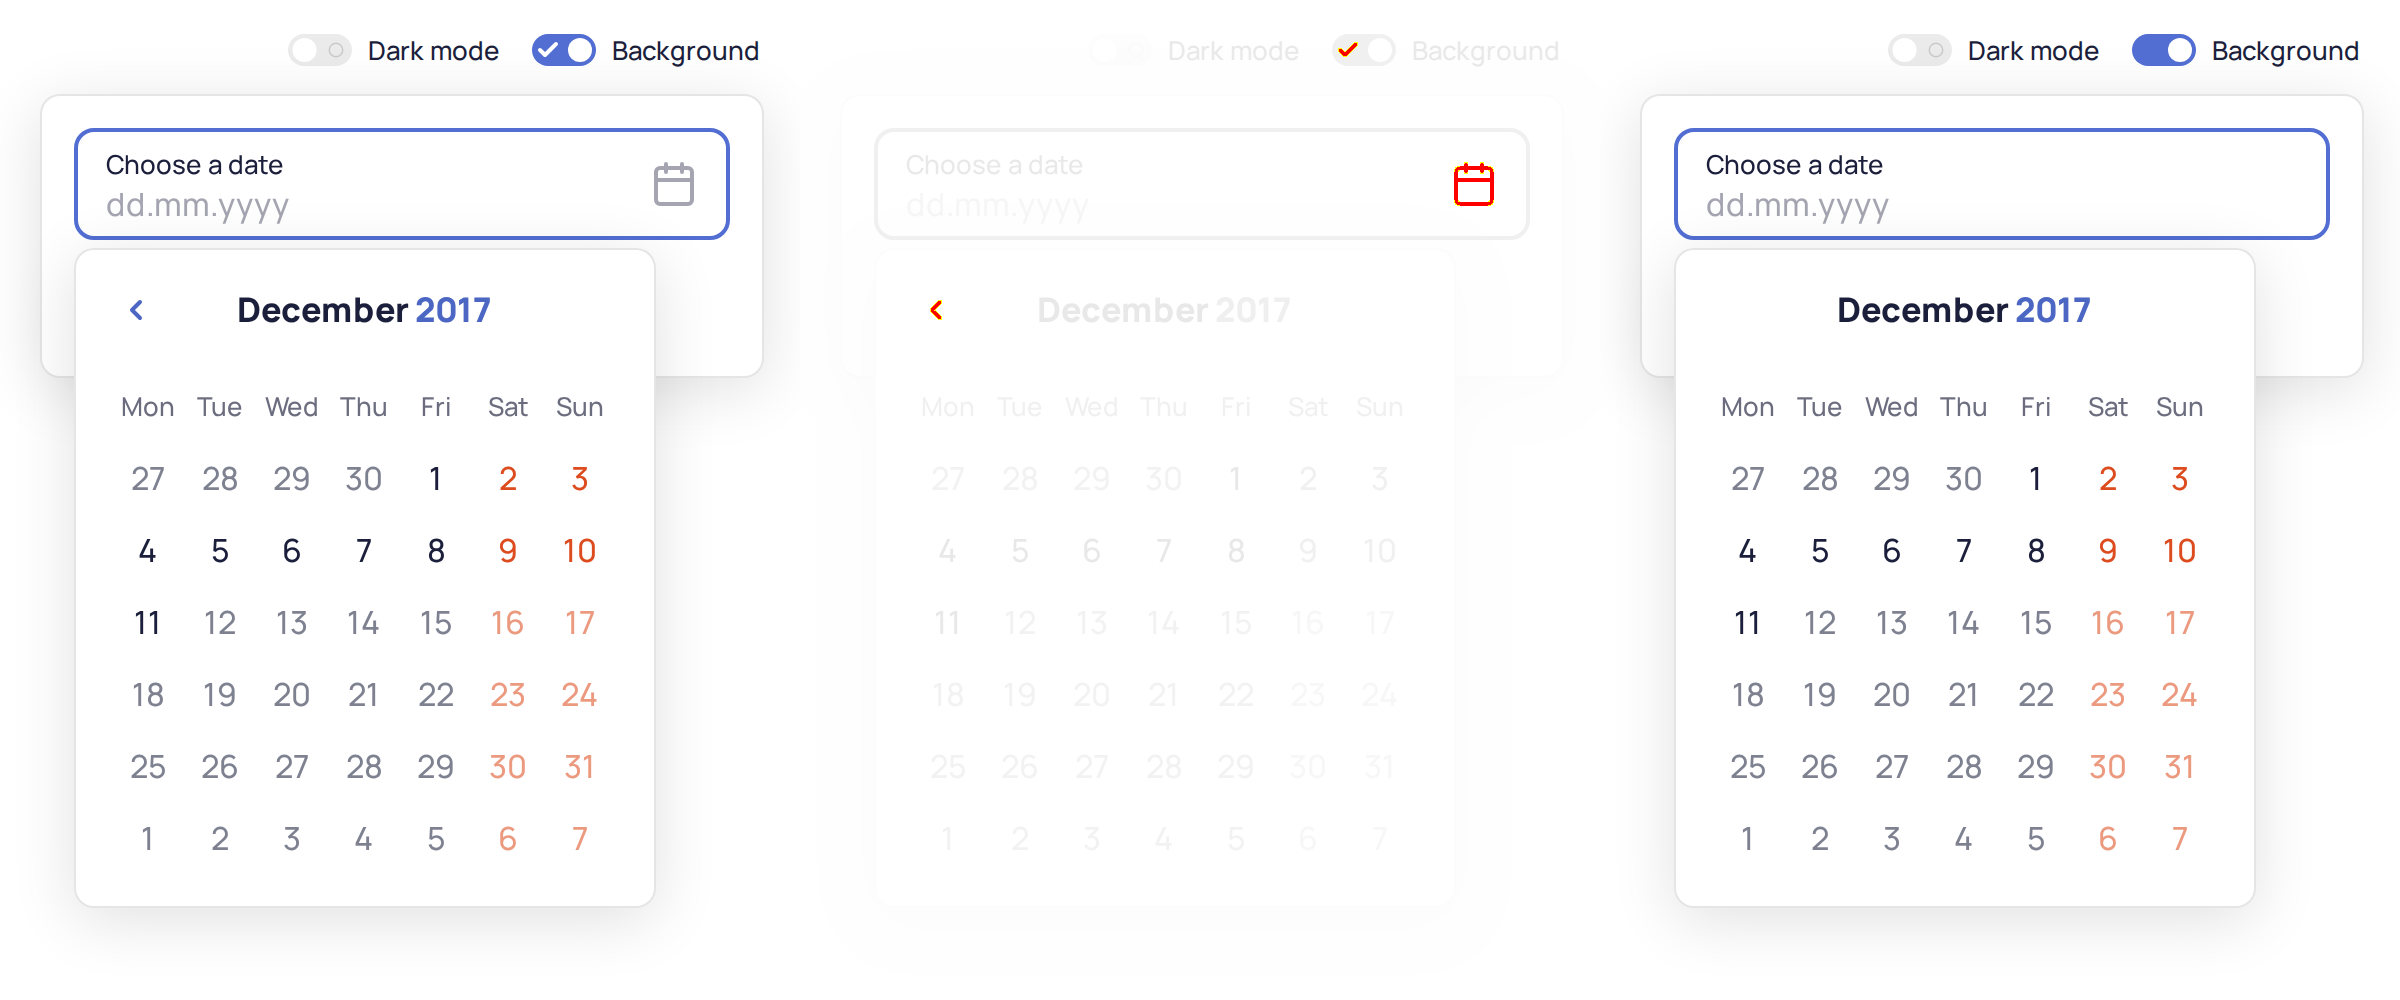 Dark mode Background
Choose a date
dd.mm.yyyy
December 2017
Mon Tue Wed Thu Fri Sat Sun
27 28 29 30 1 2 3
4 5 6 7 8 9 10
11 12 13 14 15 16 17
18 19 20 21 22 23 24
25 26 27 28 29 30 31
1 2 3 4 5 6 7
Dark mode Background
Choose a date
dd.mm.yyyy
December 2017
Mon Tue Wed Thu Fri Sat Sun
27 28 29 30 1 2 3
4 5 6 7 8 9 10
11 12 13 14 15 16 17
18 19 20 21 22 23 24
25 26 27 28 29 30 31
1 2 3 4 5 6 7
Dark mode Background
Choose a date
dd.mm.yyyy
December 2017
Mon Tue Wed Thu Fri Sat Sun
27 28 29 30 1 2 3
4 5 6 7 8 9 10
11 12 13 14 15 16 17
18 19 20 21 22 23 24
25 26 27 28 29 30 31
1 2 3 4 5 6 7